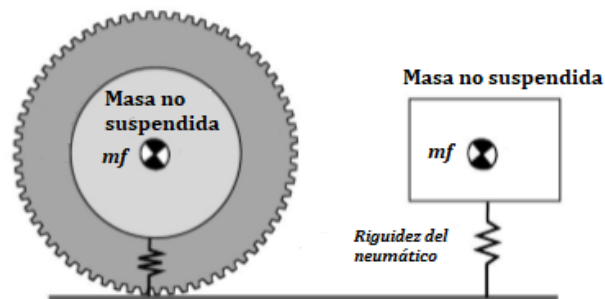 Masa no
suspendida
mf
Masa no suspendida
mf
Riguidez del
neumático